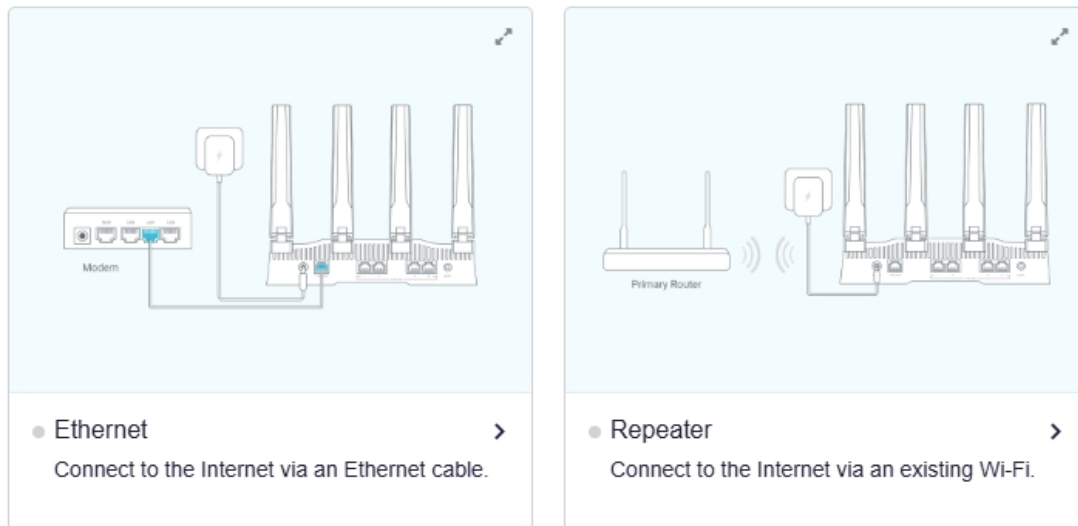 Modem
Primary Router
Ethernet
Connect to the Internet via an Ethernet cable.
Repeater
Connect to the Internet via an existing Wi-Fi.